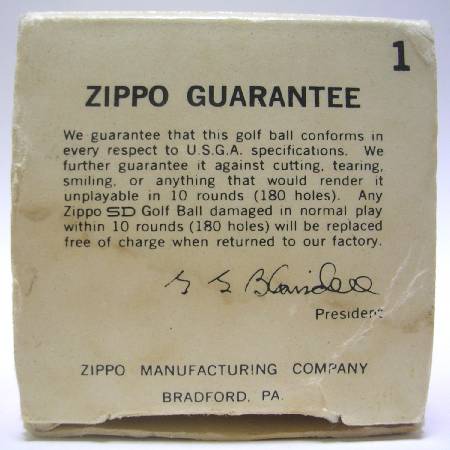 1
ZIPPO GUARANTEE
We guarantee that this golf ball conforms in
every respect to U.S.G.A. specifications. We
further guarantee it against cutting, tearing,
smiling, or anything that would render it
unplayable in 10 rounds (180 holes). Any
Zippo SD Golf Ball damaged in normal play
within 10 rounds (180 holes) will be replaced
free of charge when returned to our factory.
G G Blaisdell
President
ZIPPO MANUFACTURING COMPANY
BRADFORD, PA.